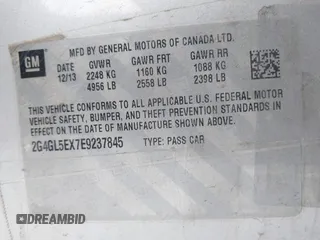 MFD BY GENERAL MOTORS OF CANADA LTD.
GM
DATE GVWR GAWR FRT GAWR RR
12/13 2248 KG 1160 KG 1088 KG
4956 LB 2558 LB 2398 LB
THIS VEHICLE CONFORMS TO ALL APPLICABLE U.S. FEDERAL MOTOR
VEHICLE SAFETY, BUMPER, AND THEFT PREVENTION STANDARDS IN
EFFECT ON THE DATE OF MANUFACTURE SHOWN ABOVE.
2G4GL5EX7E9237845 TYPE: PASS CAR
DREAMBID